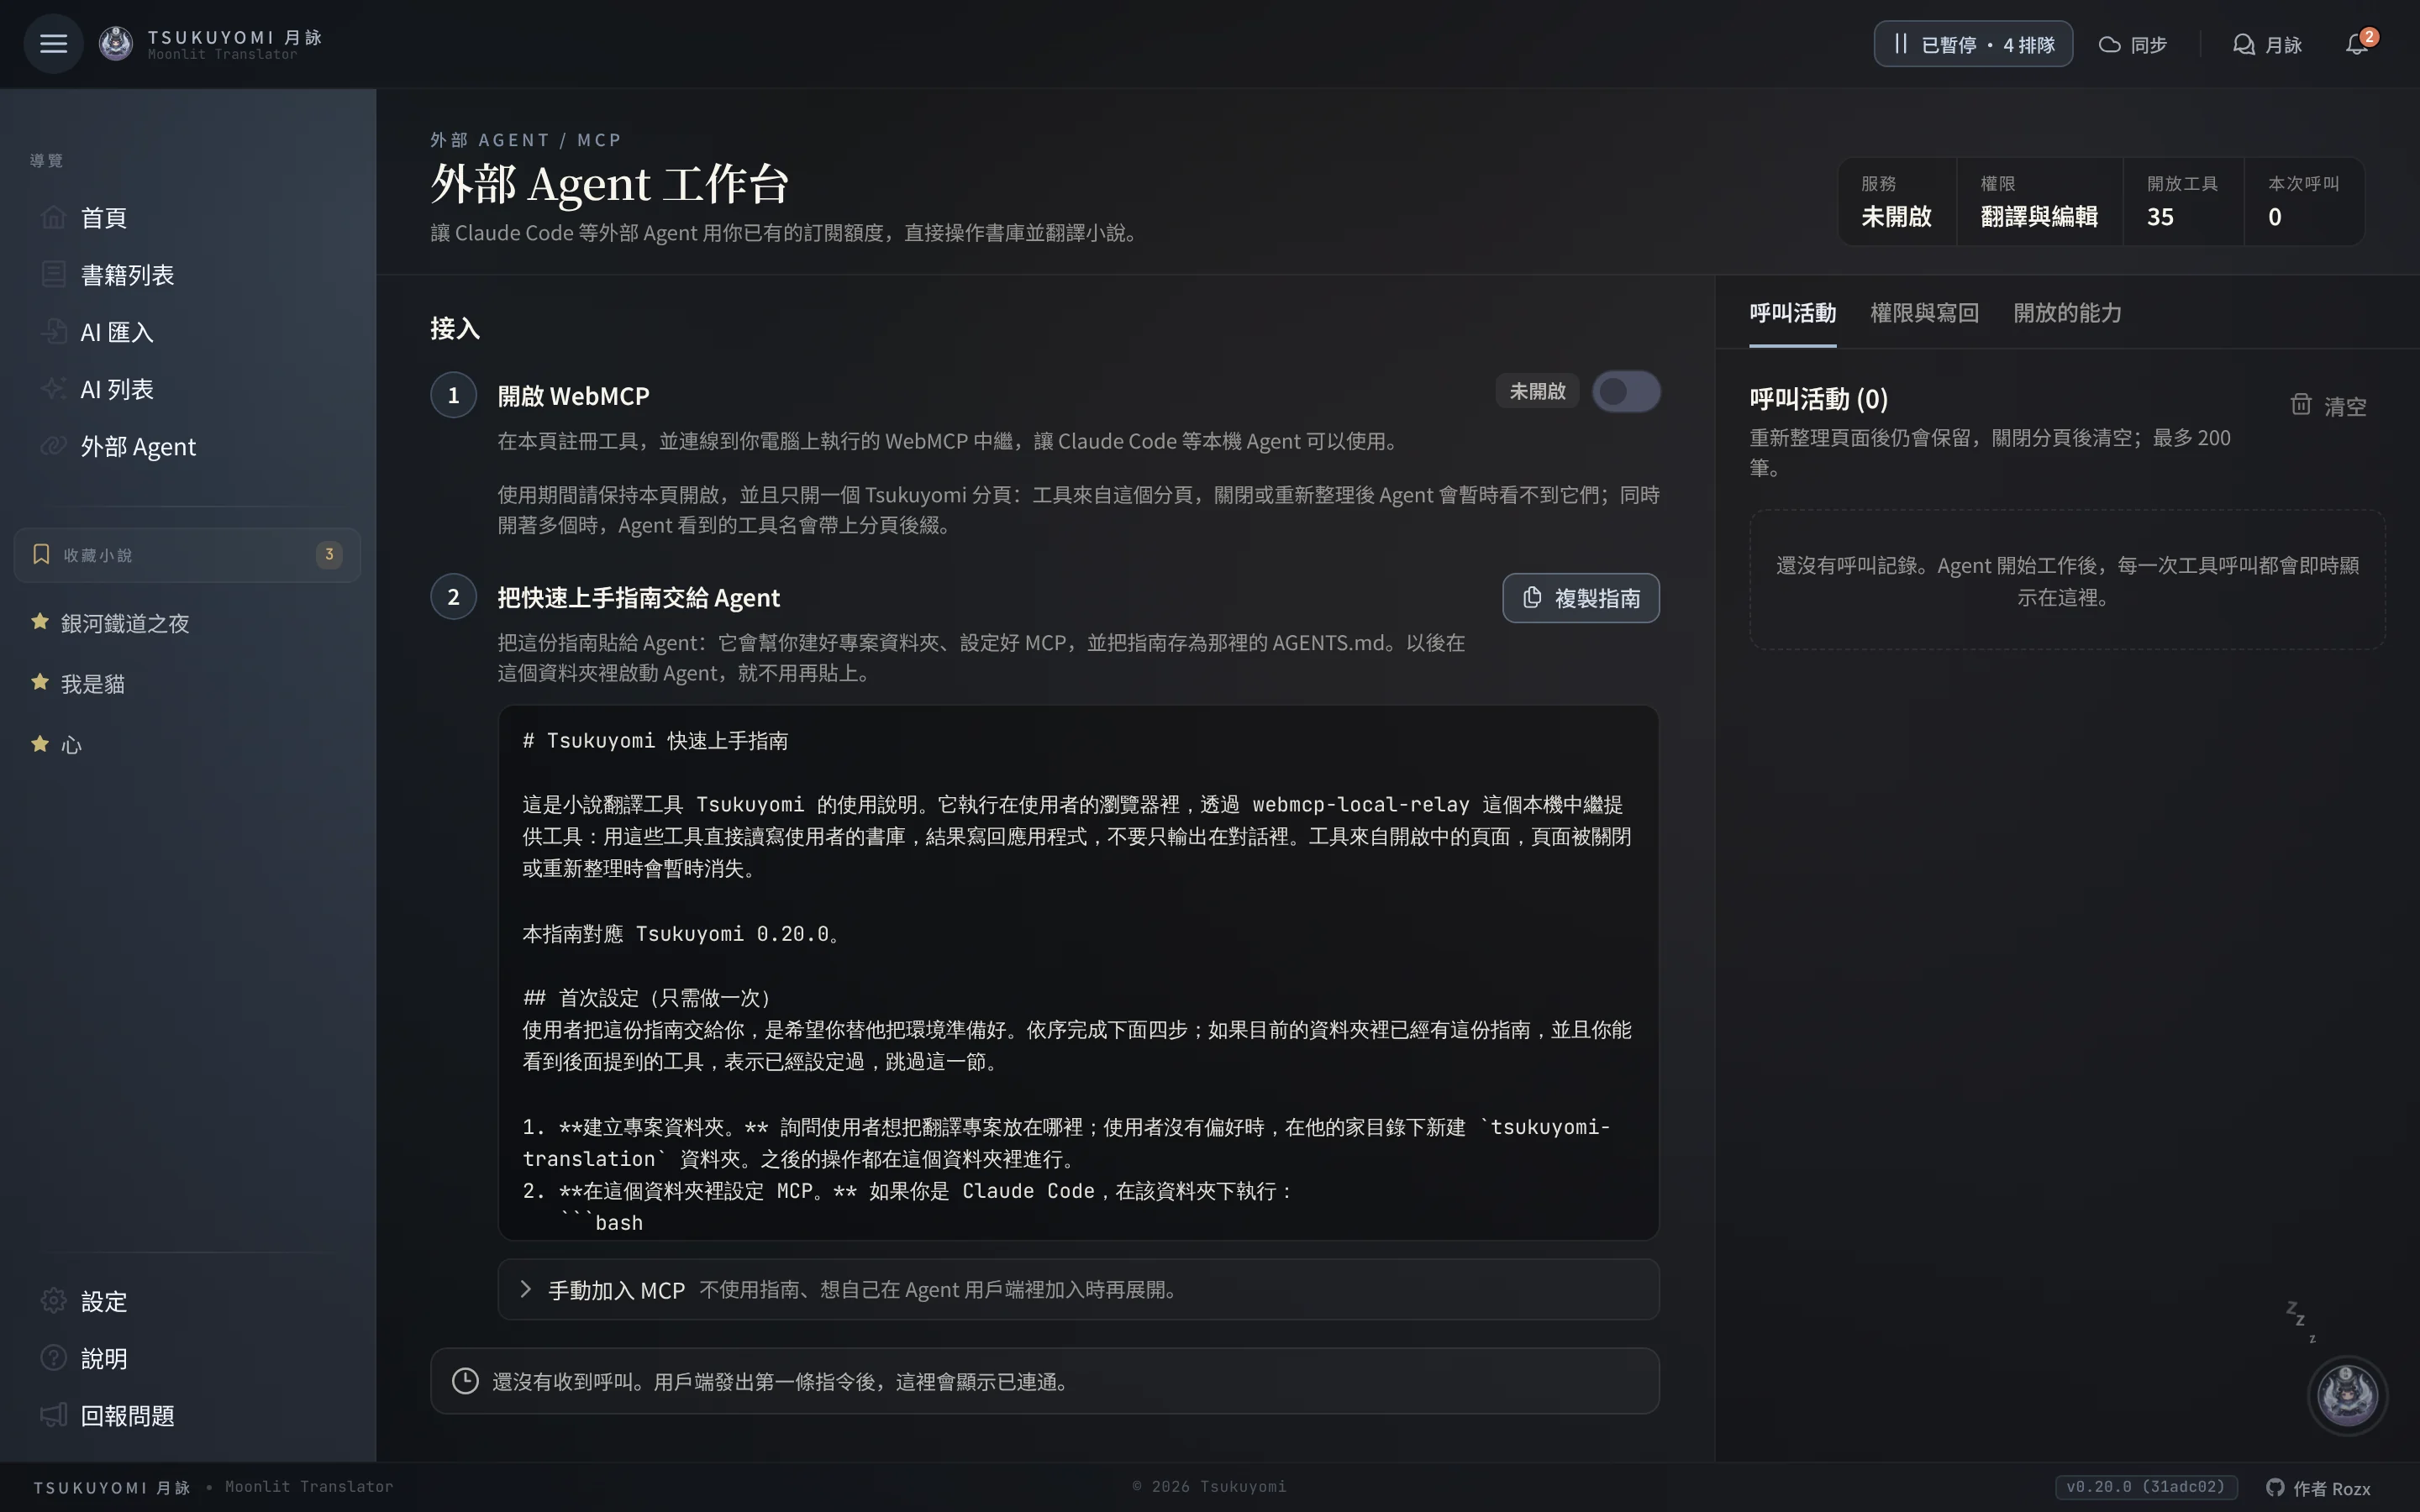 TSUKUYOMI 月詠
Moonlit Translator
已暫停 • 4 排隊
同步
月詠
2
導覽
首頁
書籍列表
AI 匯入
AI 列表
外部 Agent
收藏小說
3
銀河鐵道之夜
我是貓
心
設定
說明
回報問題
外部 AGENT / MCP
外部 Agent 工作台
讓 Claude Code 等外部 Agent 用你已有的訂閱額度，直接操作書庫並翻譯小說。
服務
未開啟
權限
翻譯與編輯
開放工具
35
本次呼叫
0
接入
1
開啟 WebMCP
未開啟
在本頁註冊工具，並連線到你電腦上執行的 WebMCP 中繼，讓 Claude Code 等本機 Agent 可以使用。
使用期間請保持本頁開啟，並且只開一個 Tsukuyomi 分頁：工具來自這個分頁，關閉或重新整理後 Agent 會暫時看不到它們；同時
開著多個時，Agent 看到的工具名會帶上分頁後綴。
2
把快速上手指南交給 Agent
複製指南
把這份指南貼給 Agent：它會幫你建好專案資料夾、設定好 MCP，並把指南存為那裡的 AGENTS.md。以後在
這個資料夾裡啟動 Agent，就不用再貼上。
# Tsukuyomi 快速上手指南
這是小說翻譯工具 Tsukuyomi 的使用說明。它執行在使用者的瀏覽器裡，透過 webmcp-local-relay 這個本機中繼提
供工具：用這些工具直接讀寫使用者的書庫，結果寫回應用程式，不要只輸出在對話裡。工具來自開啟中的頁面，頁面被關閉
或重新整理時會暫時消失。
本指南對應 Tsukuyomi 0.20.0。
## 首次設定（只需做一次）
使用者把這份指南交給你，是希望你替他把環境準備好。依序完成下面四步；如果目前的資料夾裡已經有這份指南，並且你能
看到後面提到的工具，表示已經設定過，跳過這一節。
1. **建立專案資料夾。** 詢問使用者想把翻譯專案放在哪裡；使用者沒有偏好時，在他的家目錄下新建 `tsukuyomi-
translation` 資料夾。之後的操作都在這個資料夾裡進行。
2. **在這個資料夾裡設定 MCP。** 如果你是 Claude Code，在該資料夾下執行：
```bash
手動加入 MCP 不使用指南、想自己在 Agent 用戶端裡加入時再展開。
還沒有收到呼叫。用戶端發出第一條指令後，這裡會顯示已連通。
呼叫活動
權限與寫回
開放的能力
呼叫活動 (0)
清空
重新整理頁面後仍會保留，關閉分頁後清空；最多 200
筆。
還沒有呼叫記錄。Agent 開始工作後，每一次工具呼叫都會即時顯
示在這裡。
z
z
z
TSUKUYOMI 月詠 • Moonlit Translator
© 2026 Tsukuyomi
v0.20.0 (31adc02)
作者 Rozx